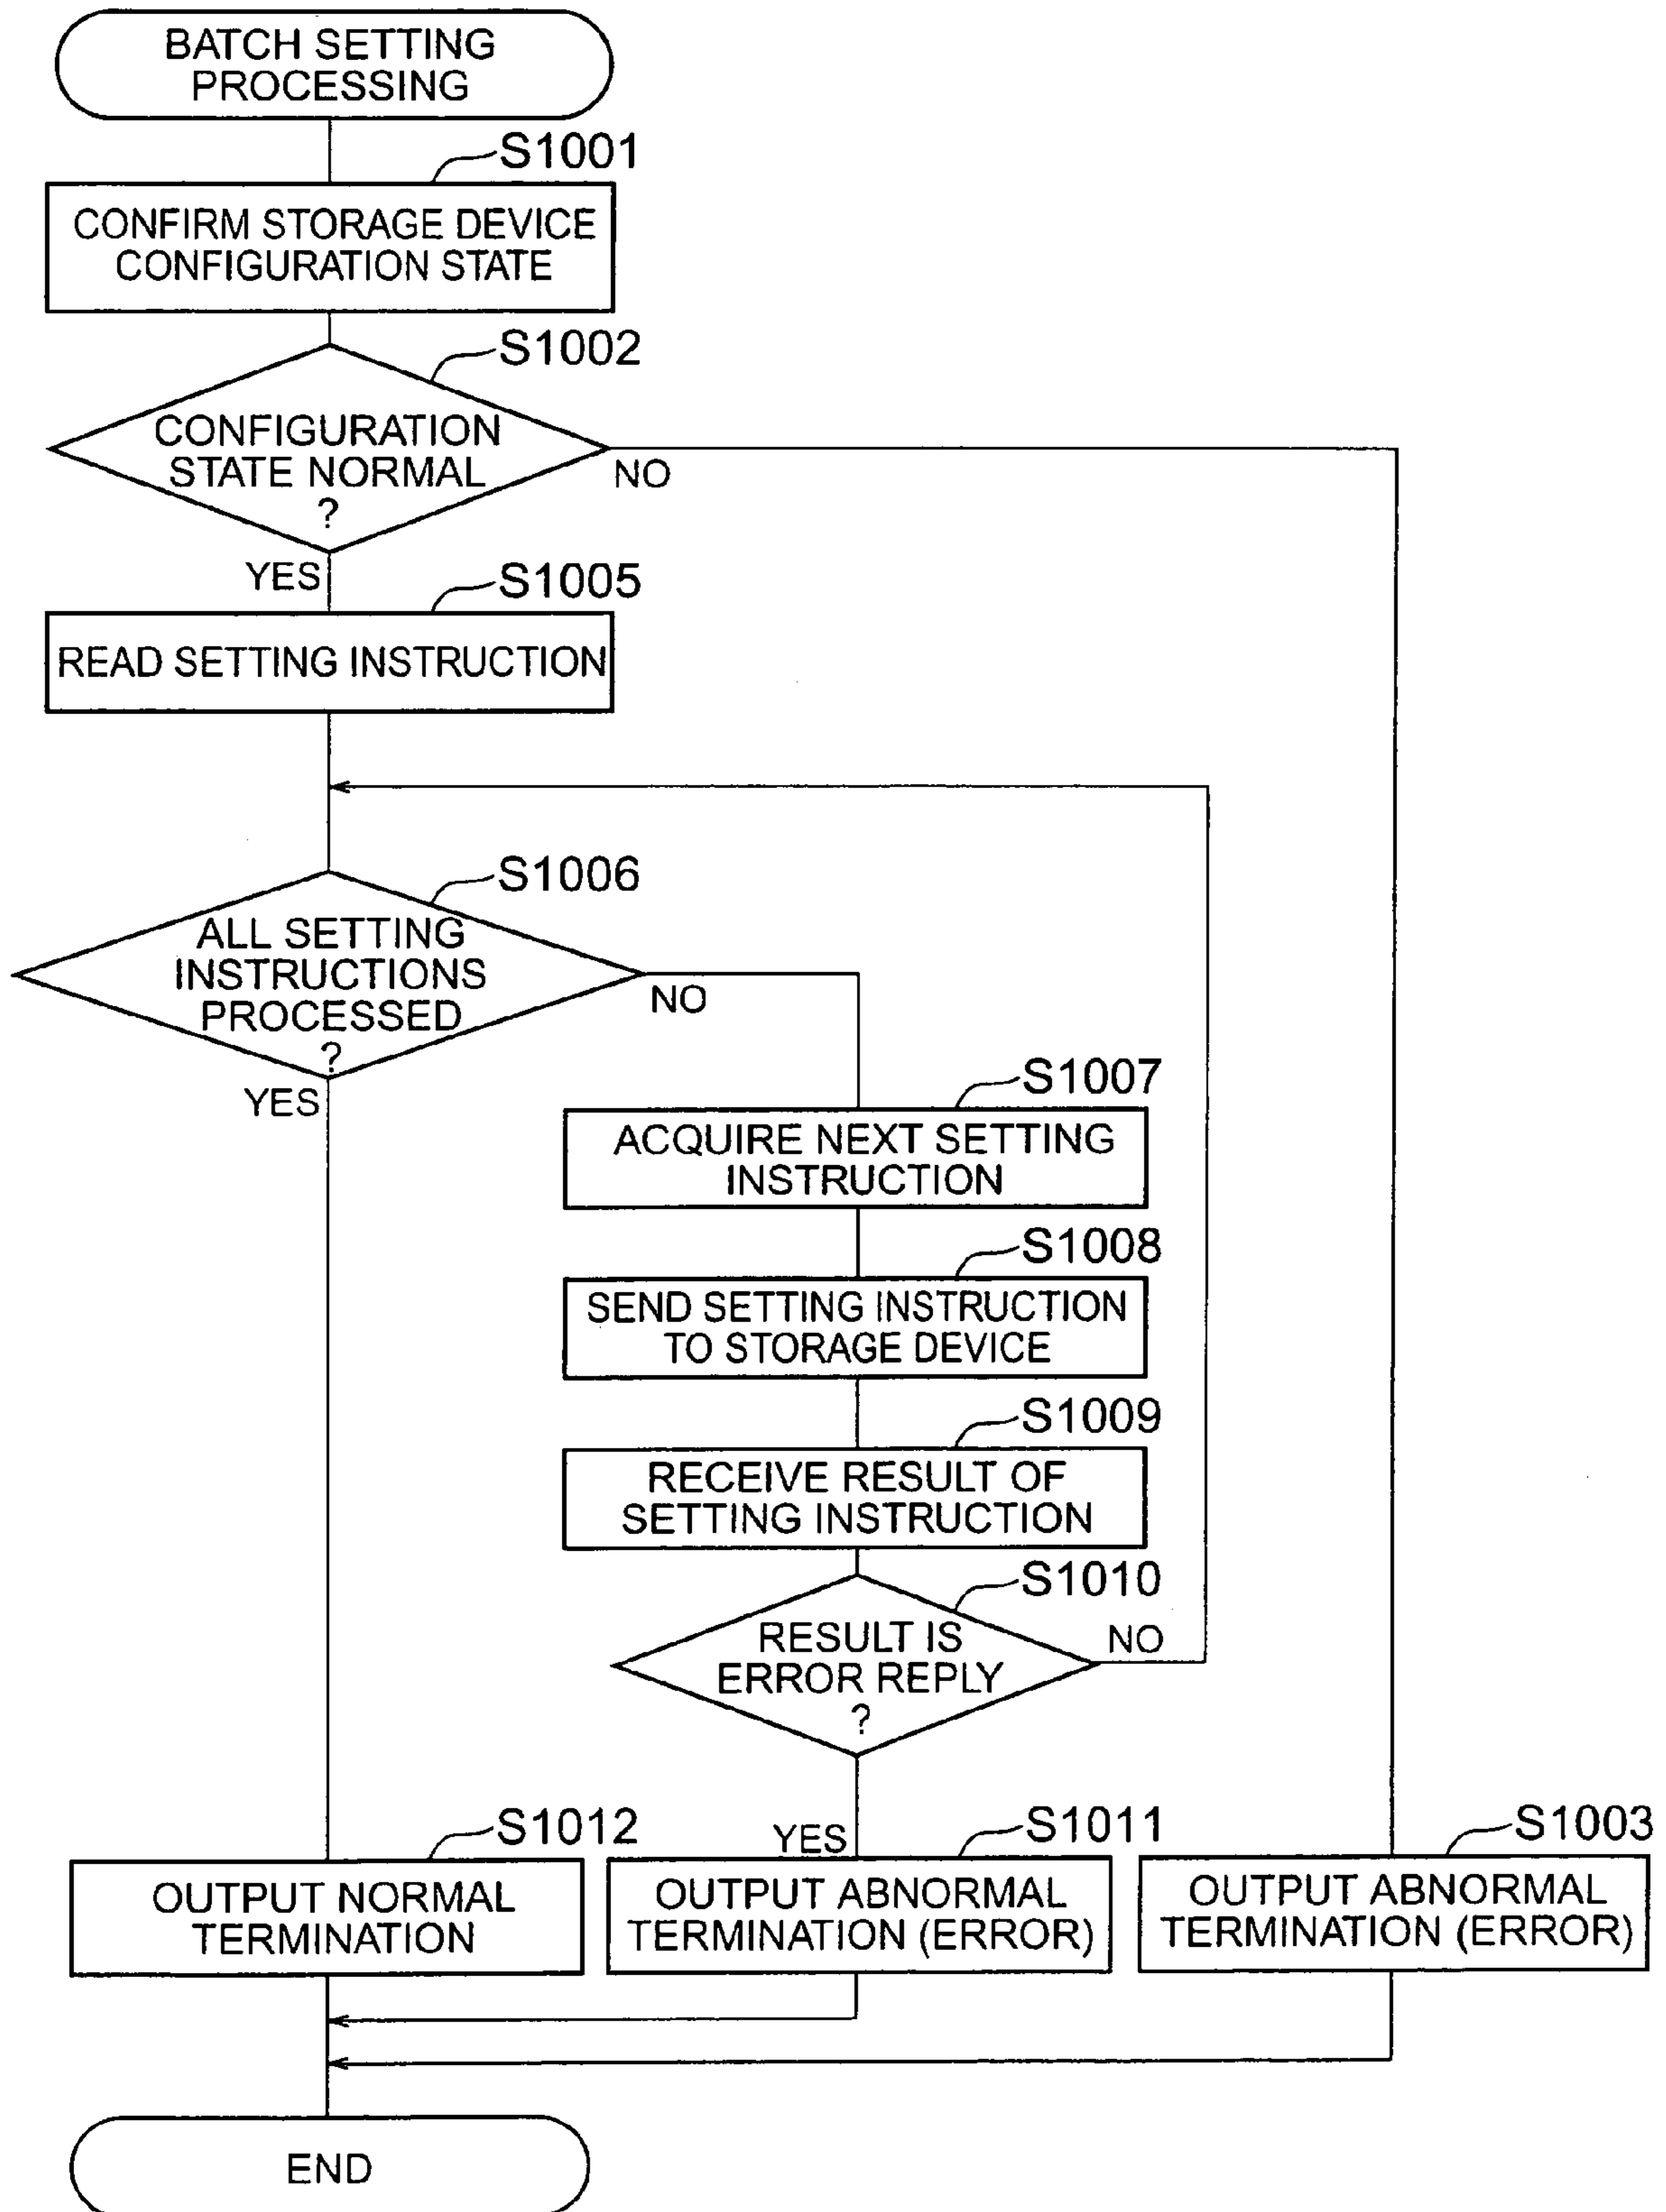 BATCH SETTING
PROCESSING
S1001
CONFIRM STORAGE DEVICE
CONFIGURATION STATE
S1002
CONFIGURATION
STATE NORMAL
?
NO
YES
S1005
READ SETTING INSTRUCTION
S1006
ALL SETTING
INSTRUCTIONS
PROCESSED
?
NO
YES
S1007
ACQUIRE NEXT SETTING
INSTRUCTION
S1008
SEND SETTING INSTRUCTION
TO STORAGE DEVICE
S1009
RECEIVE RESULT OF
SETTING INSTRUCTION
S1010
RESULT IS
ERROR REPLY
?
NO
YES
S1012
OUTPUT NORMAL
TERMINATION
S1011
OUTPUT ABNORMAL
TERMINATION (ERROR)
S1003
OUTPUT ABNORMAL
TERMINATION (ERROR)
END